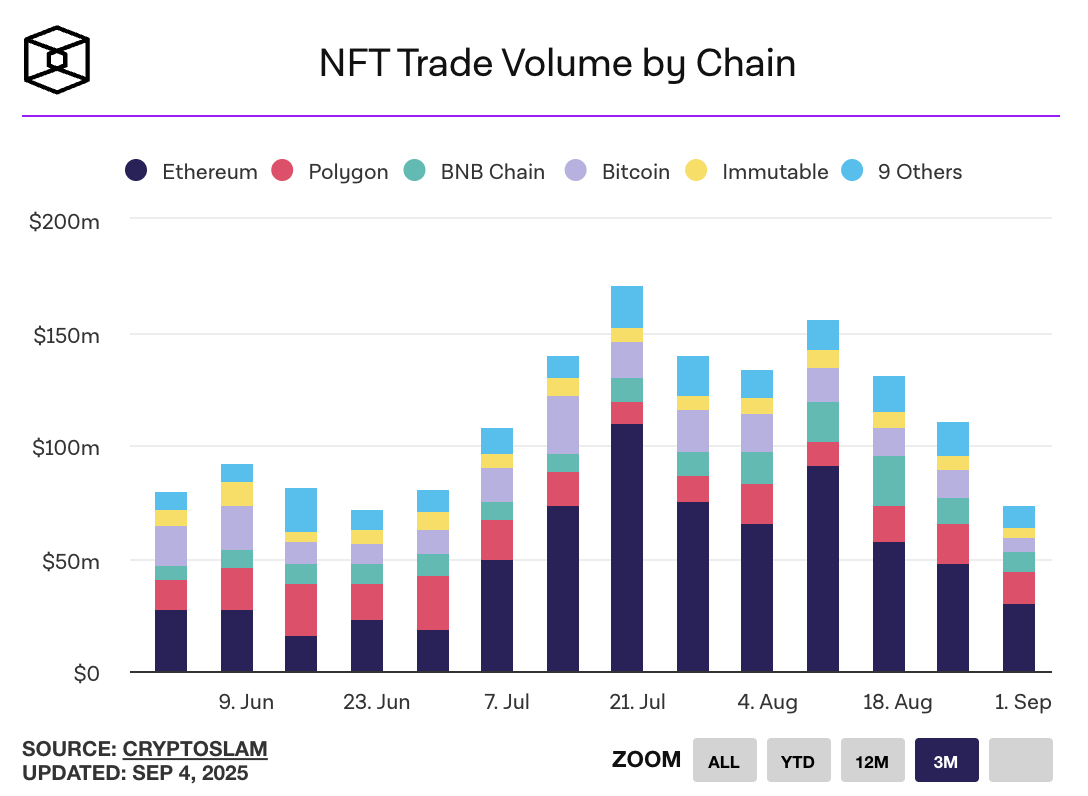 NFT Trade Volume by Chain
Ethereum Polygon BNB Chain Bitcoin Immutable 9 Others
$200m
$150m
$100m
$50m
$0
9. Jun 23. Jun 7. Jul 21. Jul 4. Aug 18. Aug 1. Sep
SOURCE: CRYPTOSLAM
UPDATED: SEP 4, 2025
ZOOM ALL YTD 12M 3M